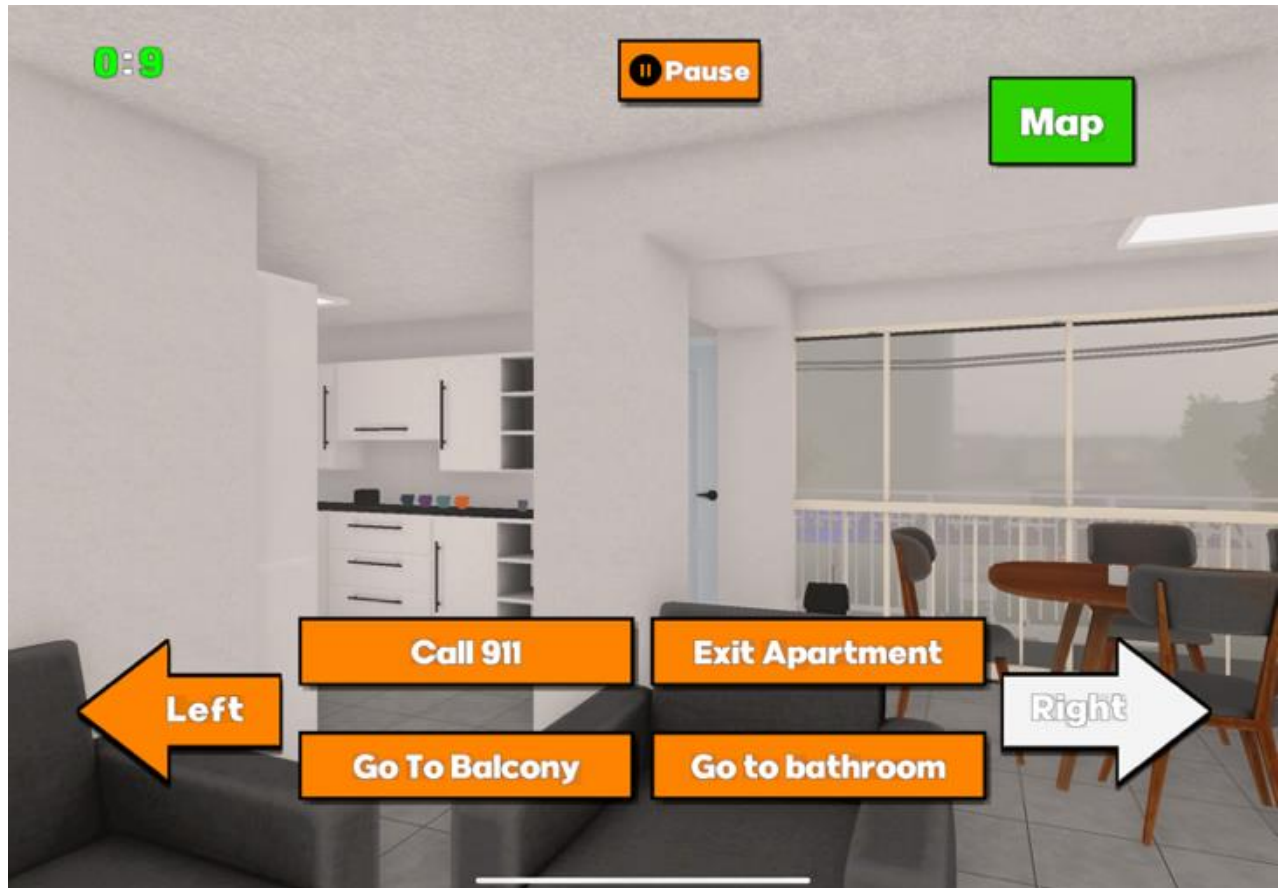 0:9
Pause
Map
Call 911
Exit Apartment
Left
Right
Go To Balcony
Go to bathroom